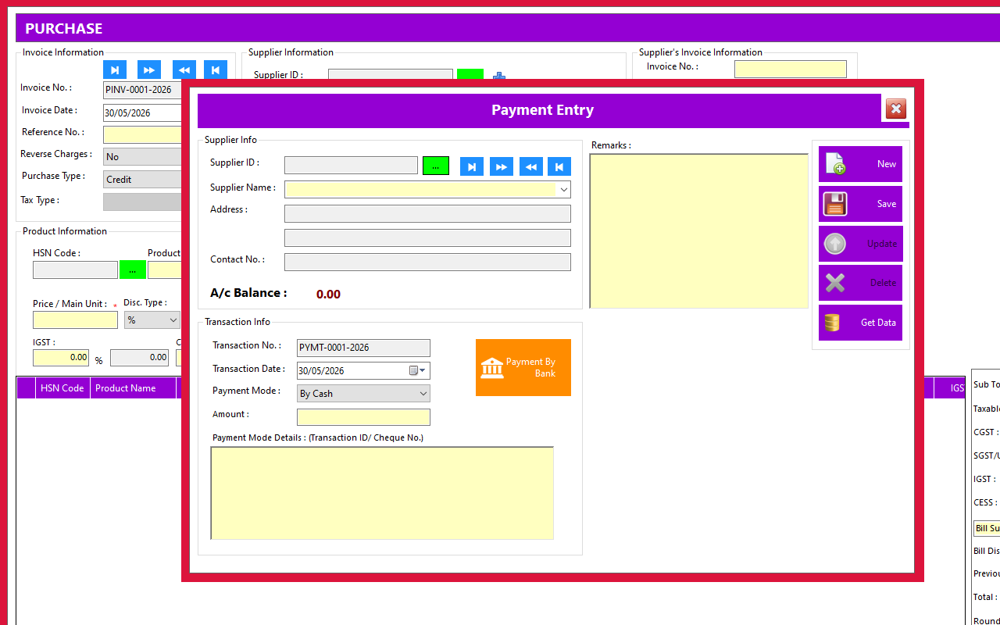 PURCHASE
Invoice Information
Supplier Information
Supplier's Invoice Information
Supplier ID :
Invoice No. :
Invoice No. :
PINV-0001-2026
Invoice Date :
30/05/2026
Reference No. :
Reverse Charges :
No
Purchase Type :
Credit
Tax Type :
Product Information
HSN Code :
Product
...
Price / Main Unit : *
Disc. Type :
%
IGST :
0.00
%
0.00
HSN Code
Product Name
Payment Entry
Supplier Info
Supplier ID :
...
Supplier Name :
Address :
Contact No. :
A/c Balance :
0.00
Remarks :
New
Save
Update
Delete
Get Data
Transaction Info
Transaction No. :
PYMT-0001-2026
Transaction Date :
30/05/2026
Payment Mode :
By Cash
Amount :
Payment By
Bank
Payment Mode Details : (Transaction ID/ Cheque No.)
IGS
Sub To
Taxabl
CGST :
SGST/U
IGST :
CESS :
Bill Su
Bill Dis
Previou
Total :
Round